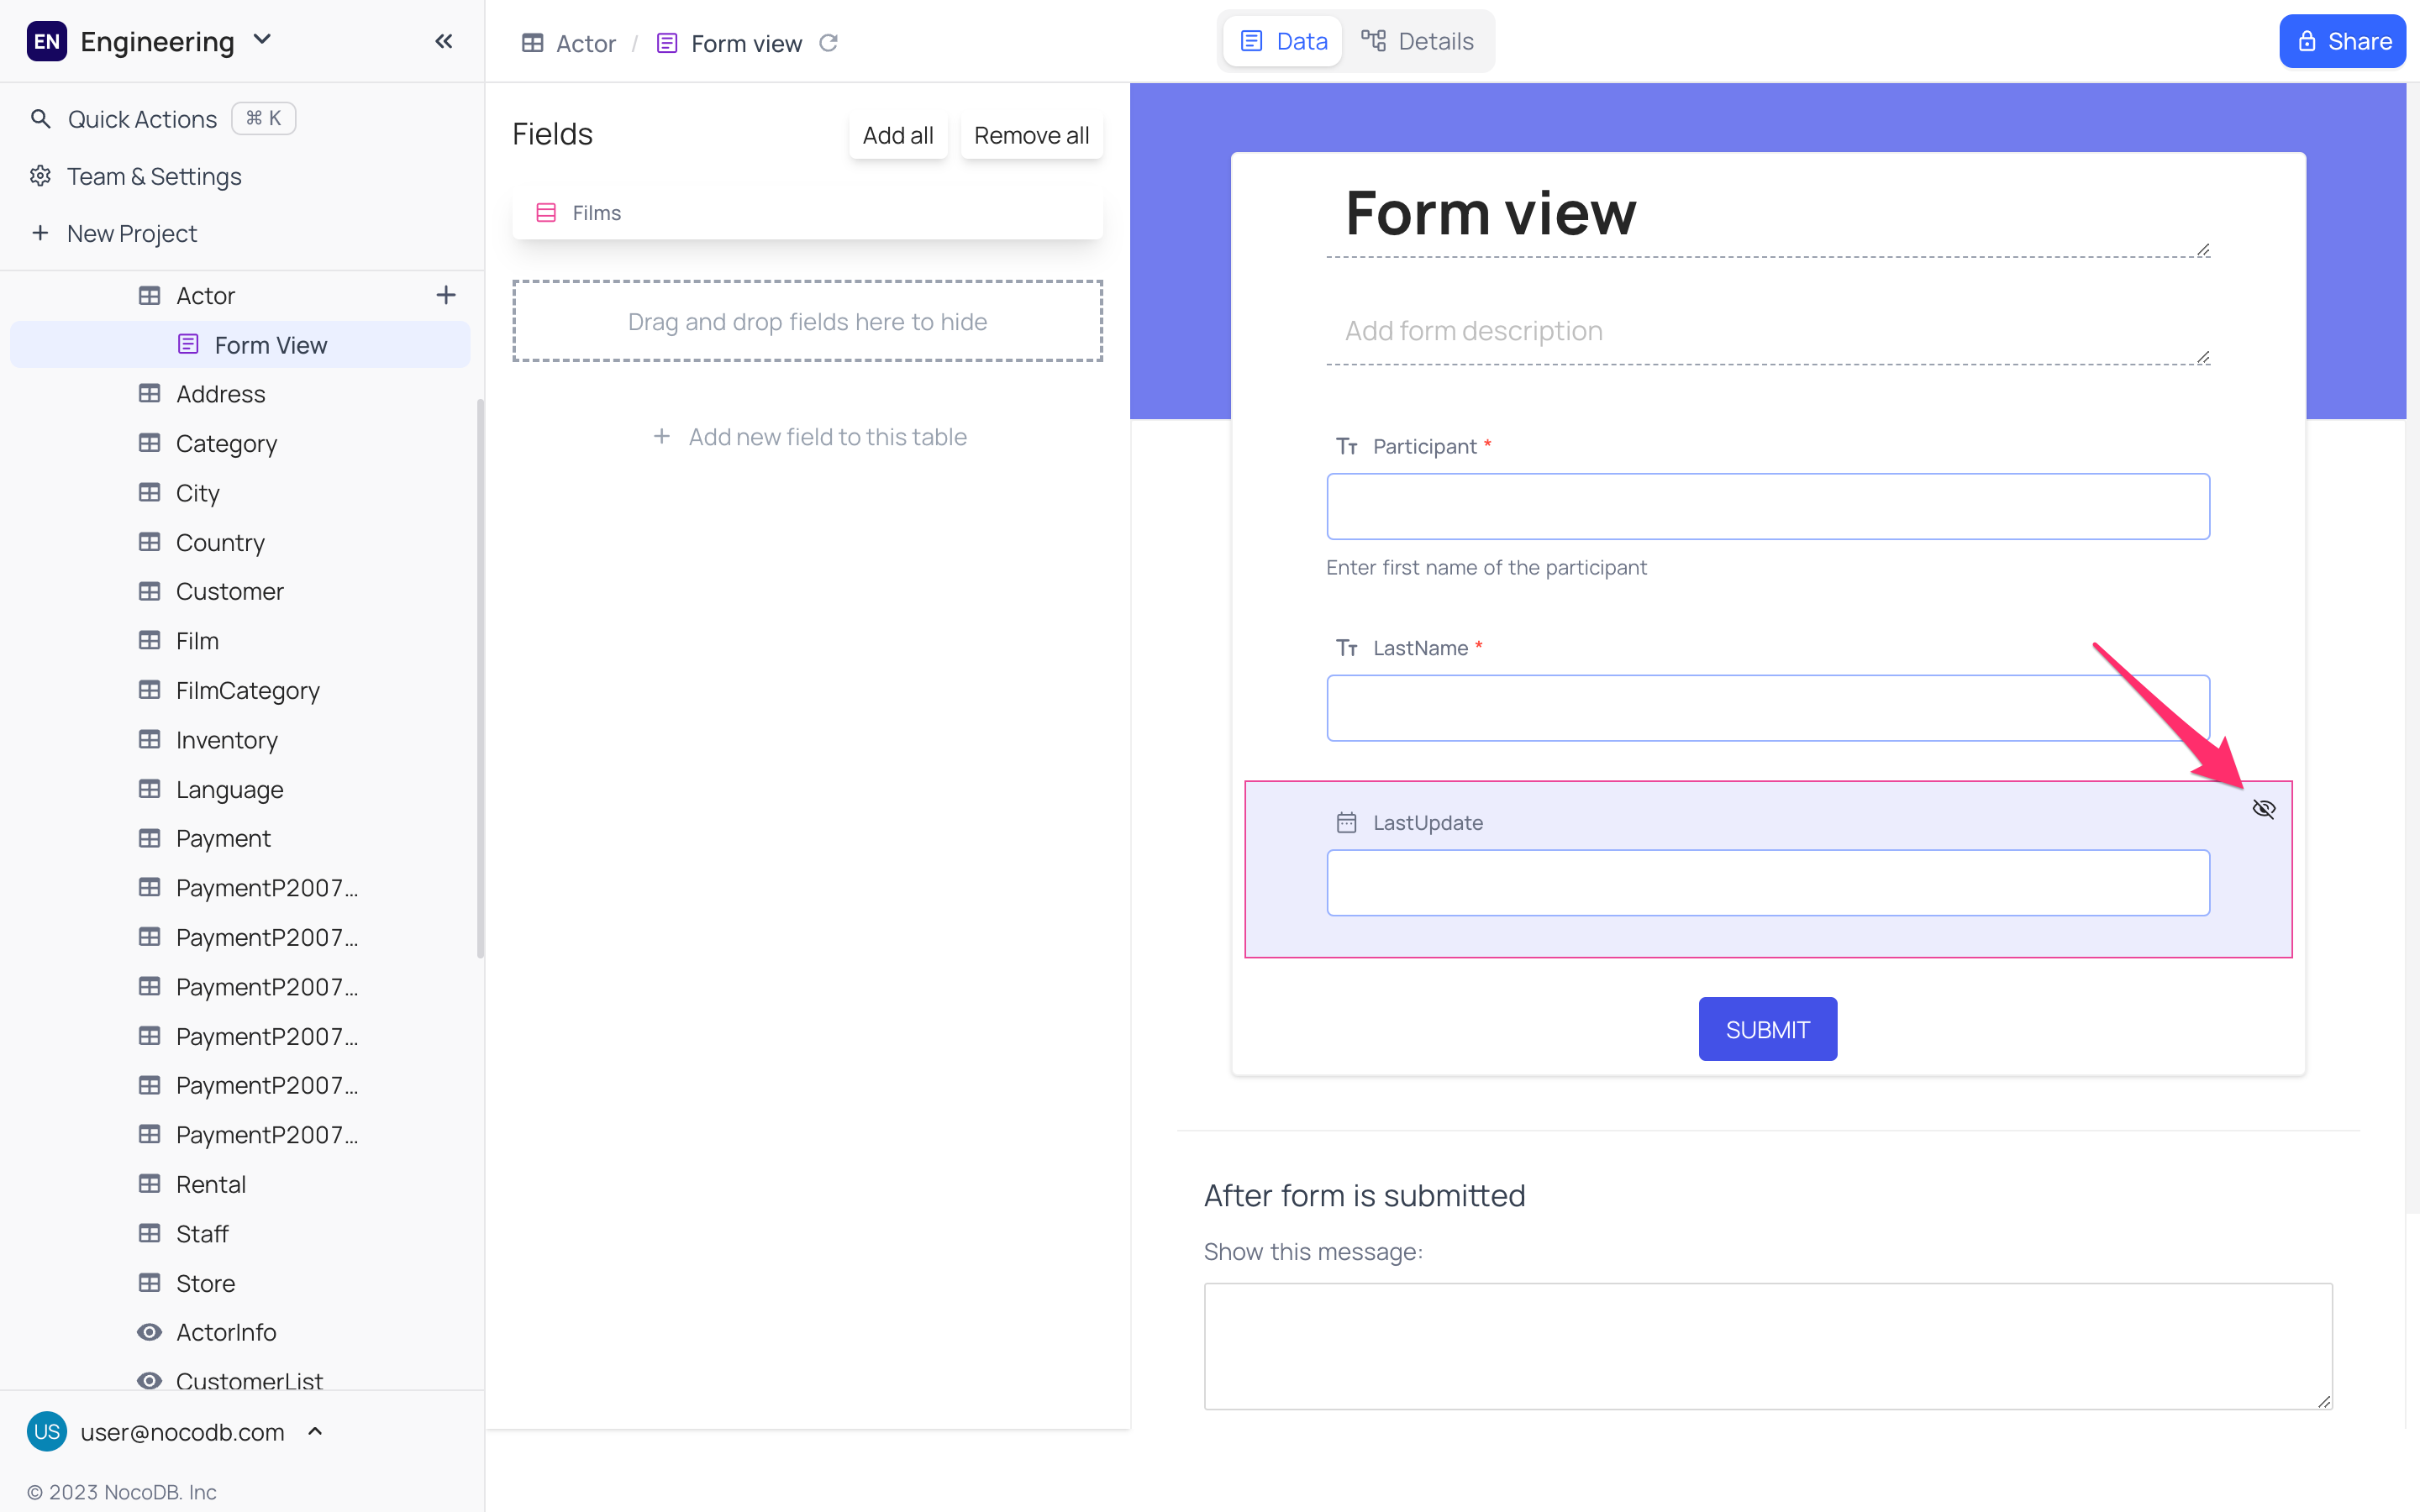 EN Engineering
Quick Actions ⌘ K
Team & Settings
New Project
Actor
Form View
Address
Category
City
Country
Customer
Film
FilmCategory
Inventory
Language
Payment
PaymentP2007...
PaymentP2007...
PaymentP2007...
PaymentP2007...
PaymentP2007...
PaymentP2007...
Rental
Staff
Store
ActorInfo
CustomerList
US user@nocodb.com
© 2023 NocoDB. Inc
Actor / Form view
Data Details
Share
Fields Add all Remove all
Films
Drag and drop fields here to hide
+ Add new field to this table
Form view
Add form description
Participant *
Enter first name of the participant
LastName *
LastUpdate
SUBMIT
After form is submitted
Show this message: